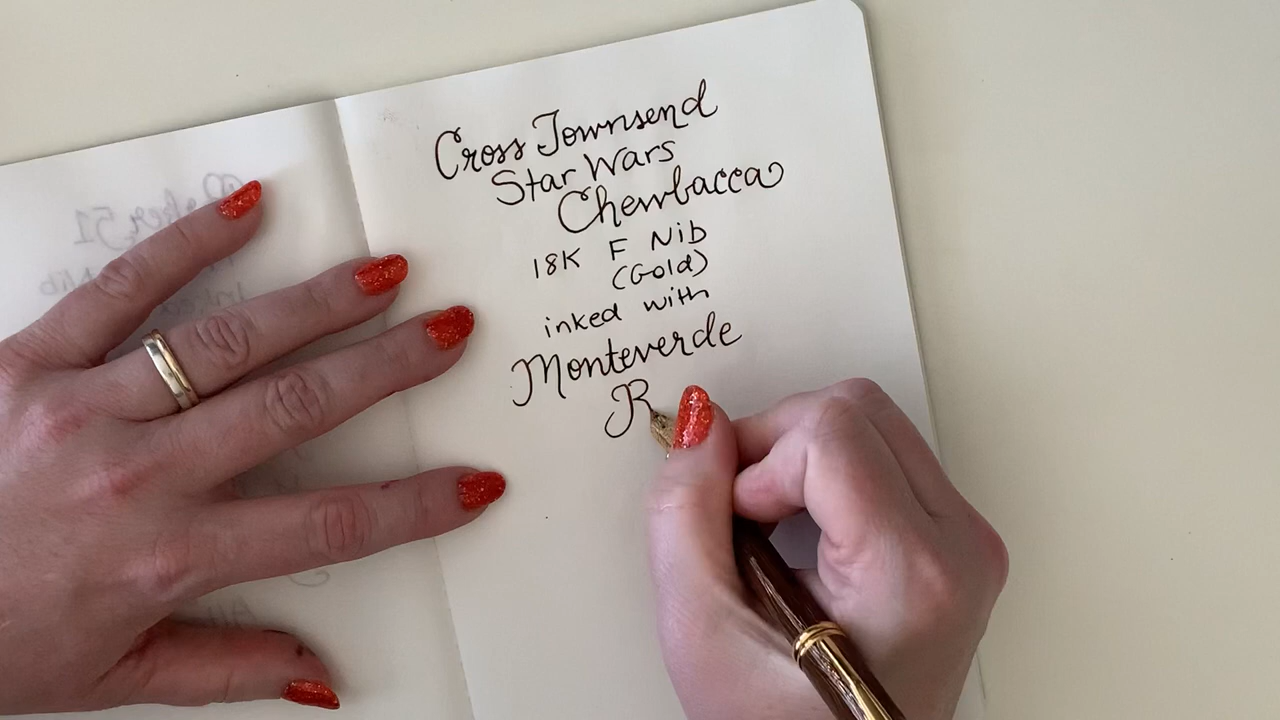 Cross Townsend
Star Wars
Chewbacca
18K F Nib
(Gold)
inked with
Monteverde
R